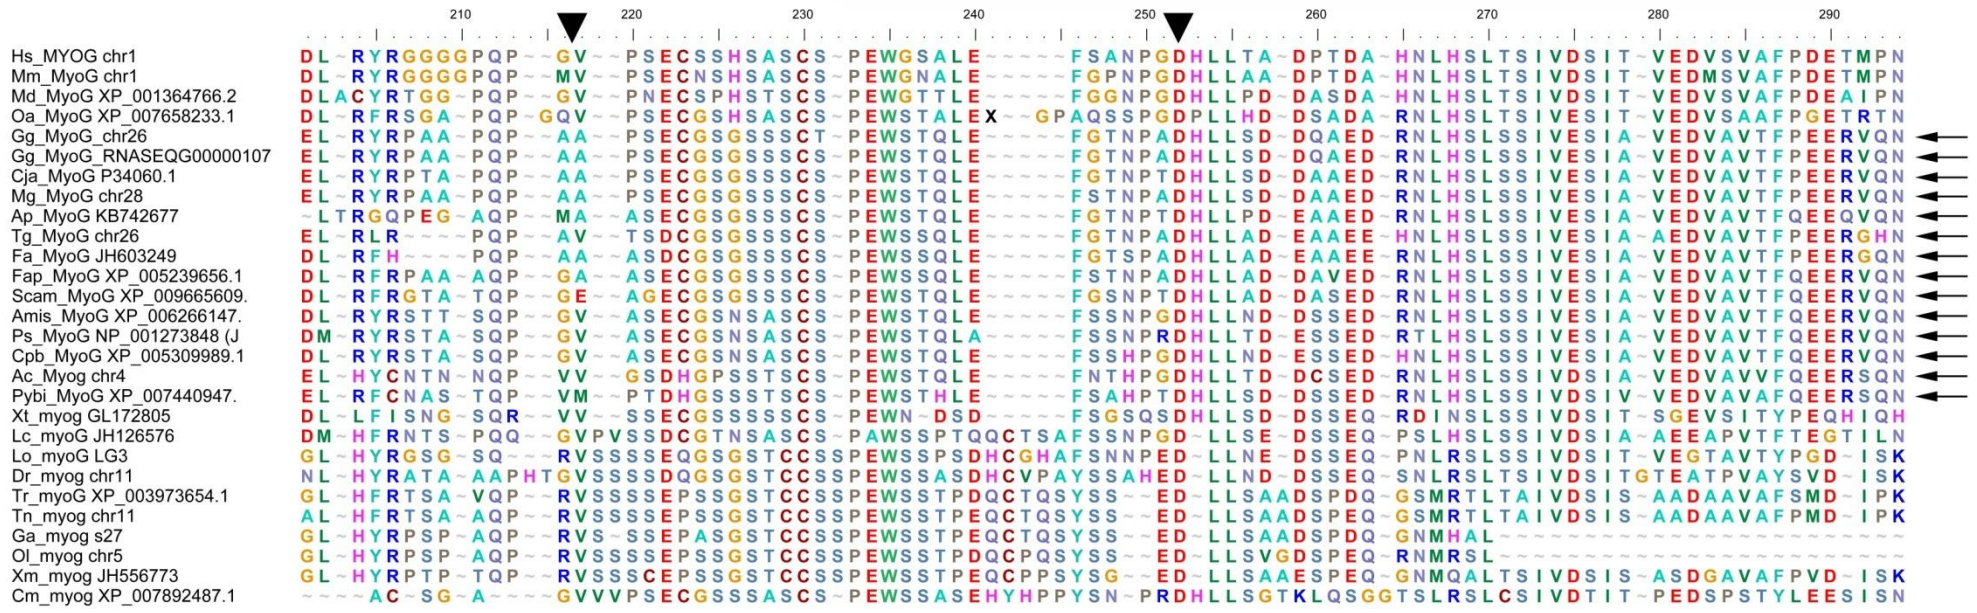 210 220 230 240 250 260 270 280 290
Hs_MYOG chr1 DL~RYRGGGGPQP~~GV~~PSECSSHSASCS~PEWGSALE~~~~~FSANPGDHLLTA~DPTDA~HNLHSLTSIVDSIT~VEDVSVAFPDETMPN
Mm_MyoG chr1 DL~RYRGGGGPQP~~MV~~PSECNSHSASCS~PEWGNALE~~~~~FGPNPGDHLLAA~DPTDA~HNLHSLTSIVDSIT~VEDMSVAFPDETMPN
Md_MyoG XP_001364766.2 DLACYRTGG~PQP~~GV~~PNECSPHSTSCS~PEWGTTLE~~~~~FGGNPGDHLLPD~DASDA~HNLHSLSSIVDSIT~VEDVSVAFPDEAIPN
Oa_MyoG XP_007658233.1 DL~RFRSGA~PQP~GQV~~PSECGSHSASCS~PEWSTALEX~~GPAQSSPGDPLLHD~DSADA~RNLHSLSSIVDSIT~VEDVSAAFPGETRTN
Gg_MyoG_chr26 EL~RYRPAA~PQP~~AA~~PSECGSGSSSCT~PEWSTQLE~~~~~FGTNPADHLLSD~DQAED~RNLHSLSSIVESIA~VEDVAVTFPEERVQN
Gg_MyoG_RNASEQG00000107 EL~RYRPAA~PQP~~AA~~PSECGSGSSSCS~PEWSTQLE~~~~~FGTNPADHLLSD~DQAED~RNLHSLSSIVESIA~VEDVAVTFPEERVQN
Cja_MyoG P34060.1 EL~RYRPTA~PQP~~AA~~PSECGSGSSSCS~PEWSTQLE~~~~~FGTNPTDHLLSD~DAAED~RNLHSLSSIVESIA~VEDVAVTFPEERVQN
Mg_MyoG chr28 EL~RYRPAA~PQP~~AA~~PSECGSGSSSCS~PEWSTQLE~~~~~FSTNPADHLLSD~DAAED~RNLHSLSSIVESIA~VEDVAVTFPEERVQN
Ap_MyoG KB742677 ~LTRGQPEG~AQP~~MA~~ASECGSGSSSCS~PEWSTQLE~~~~~FGTNPTDHLLPD~EAAED~RNLHSLSSIVESIA~VEDVAVTFQEEQVQN
Tg_MyoG chr26 EL~RLR~~~~PQP~~AV~~TSDCGSGSSSCS~PEWSSQLE~~~~~FGTNPADHLLAD~EAAEE~HNLHSLSSIVESIA~AEDVAVTFPEERGHN
Fa_MyoG JH603249 DL~RFH~~~~PQP~~AA~~ASDCGSGSSSCS~PEWSSQLE~~~~~FGTSPADHLLAD~EAAEE~RNLHSLSSIVESIA~VEDVAVTFPEERGQN
Fap_MyoG XP_005239656.1 DL~RFRPAA~AQP~~GA~~ASECGSGSSSCS~PEWSTQLE~~~~~FSTNPADHLLAD~DAVED~RNLHSLSSIVESIA~VEDVAVTFQEERVQN
Scam_MyoG XP_009665609. DL~RFRGTA~TQP~~GE~~AGECGSGSSSCS~PEWSTQLE~~~~~FGSNPTDHLLAD~DASED~RNLHSLSSIVESIA~VEDVAVTFQEERVQN
Amis_MyoG XP_006266147. DL~RYRSTT~SQP~~GV~~ASECGSNSASCS~PEWSTQLE~~~~~FSSNPGDHLLND~DSSED~RNLHSLSSIVESIA~VEDVAVTFQEERVQN
Ps_MyoG NP_001273848 (J DM~RYRSTA~SQP~~GV~~ASECGSNSASCS~PEWSTQLA~~~~~FSSNPRDHLLTD~ESSED~RTLHSLSSIVESIA~VEDVAVTFQEERVQN
Cpb_MyoG XP_005309989.1 DL~RYRSTA~SQP~~GV~~ASECGSNSASCS~PEWSTQLE~~~~~FSSHPGDHLLND~ESSED~HNLHSLSSIVESIA~VEDVAVTFQEERVQN
Ac_Myog chr4 EL~HYCNTN~NQP~~VV~~GSDHGPSSTSCS~PEWSTQLE~~~~~FNTHPGDHLLTD~DCSED~RNLHSLSSIVDSIA~VEDVAVVFQEERSQN
Pybi_MyoG XP_007440947. EL~RFCNAS~TQP~~VM~~PTDHGSSSTSCS~PEWSTHLE~~~~~FSAHPTDHLLSD~DSSED~RNLHSLSSIVDSIV~VEDVAVTFQEERSQN
Xt_myog GL172805 DL~LFISNG~SQR~~VV~~SSECGSSSSSCS~PEWN~DSD~~~~~FSGSQSDHLLSD~DSSEQ~RDINSLSSIVDSIT~SGEVSITYPEQHIQH
Lc_myoG JH126576 DM~HFRNTS~PQQ~~GVPVSSDCGTNSASCS~PAWSSPTQQCTSAFSSNPGD~LLSE~DSSEQ~PSLHSLSSIVDSIA~AEEAPVTFTEGTILN
Lo_myoG LG3 GL~HYRGSG~SQ~~~RVSSSSEQGSGSTCCSSPEWSSPSDHCGHAFSNNPED~LLNE~DSSEQ~PNLRSLSSIVDSIT~VEGTAVTYPGD~ISK
Dr_myog chr11 NL~HYRATA~AAPHTGVSSSSDQGSGSTCCSSPEWSSASDHCVPAYSSAHED~LLND~DSSEQ~SNLRSLTSIVDSITGTEATPVAYSVD~ISK
Tr_myoG XP_003973654.1 GL~HFRTSA~VQP~~RVSSSSEPSSGSTCCSSPEWSSTPDQCTQSYSS~~ED~LLSAADSPDQ~GSMRTLTAIVDSIS~AADAAVAFSMD~IPK
Tn_myog chr11 AL~HFRTSA~AQP~~RVSSSSEPSSGSTCCSSPEWSSTPEQCTQSYSS~~ED~LLSAADSPEQ~GSMRTLTAIVDSIS~AADAAVAFPMD~IPK
Ga_myog s27 GL~HYRPSP~AQP~~RVSSSSEPASGSTCCSSPEWSSTPEQCTQSYSS~~ED~LLSAADSPEQ~GNMHAL~~~~~~~~~~~~~~~~~~~~~~~~
Ol_myog chr5 GL~HYRPSP~AQP~~RVSSSSEPSSGSTCCSSPEWSSTPDQCPQSYSS~~ED~LLSVGDSPEQ~RNMRSL~~~~~~~~~~~~~~~~~~~~~~~~
Xm_myog JH556773 GL~HYRPTP~TQP~~RVSSSCEPSSGSTCCSSPEWSSTPEQCPPSYSG~~ED~LLSAAESPEQ~GNMQALTSIVDSIS~ASDGAVAFPVD~ISK
Cm_myog XP_007892487.1 ~~~~AC~SG~A~~~~GVVVPSECGSSSASCS~PEWSSASEHYHPPYSN~PRDHLLSGTKLQSGGTSLRSLCSIVDTIT~PEDSPSTYLEESISN